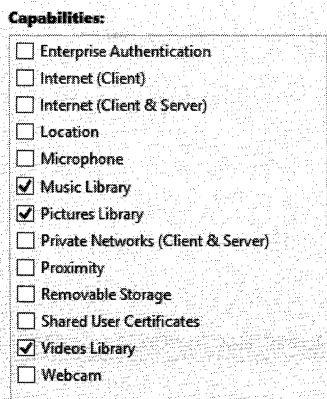 Capabilities:
Enterprise Authentication
Internet (Client)
Internet (Client & Server)
Location
Microphone
Music Library
Pictures Library
Private Networks (Client & Server)
Proximity
Removable Storage
Shared User Certificates
Videos Library
Webcam